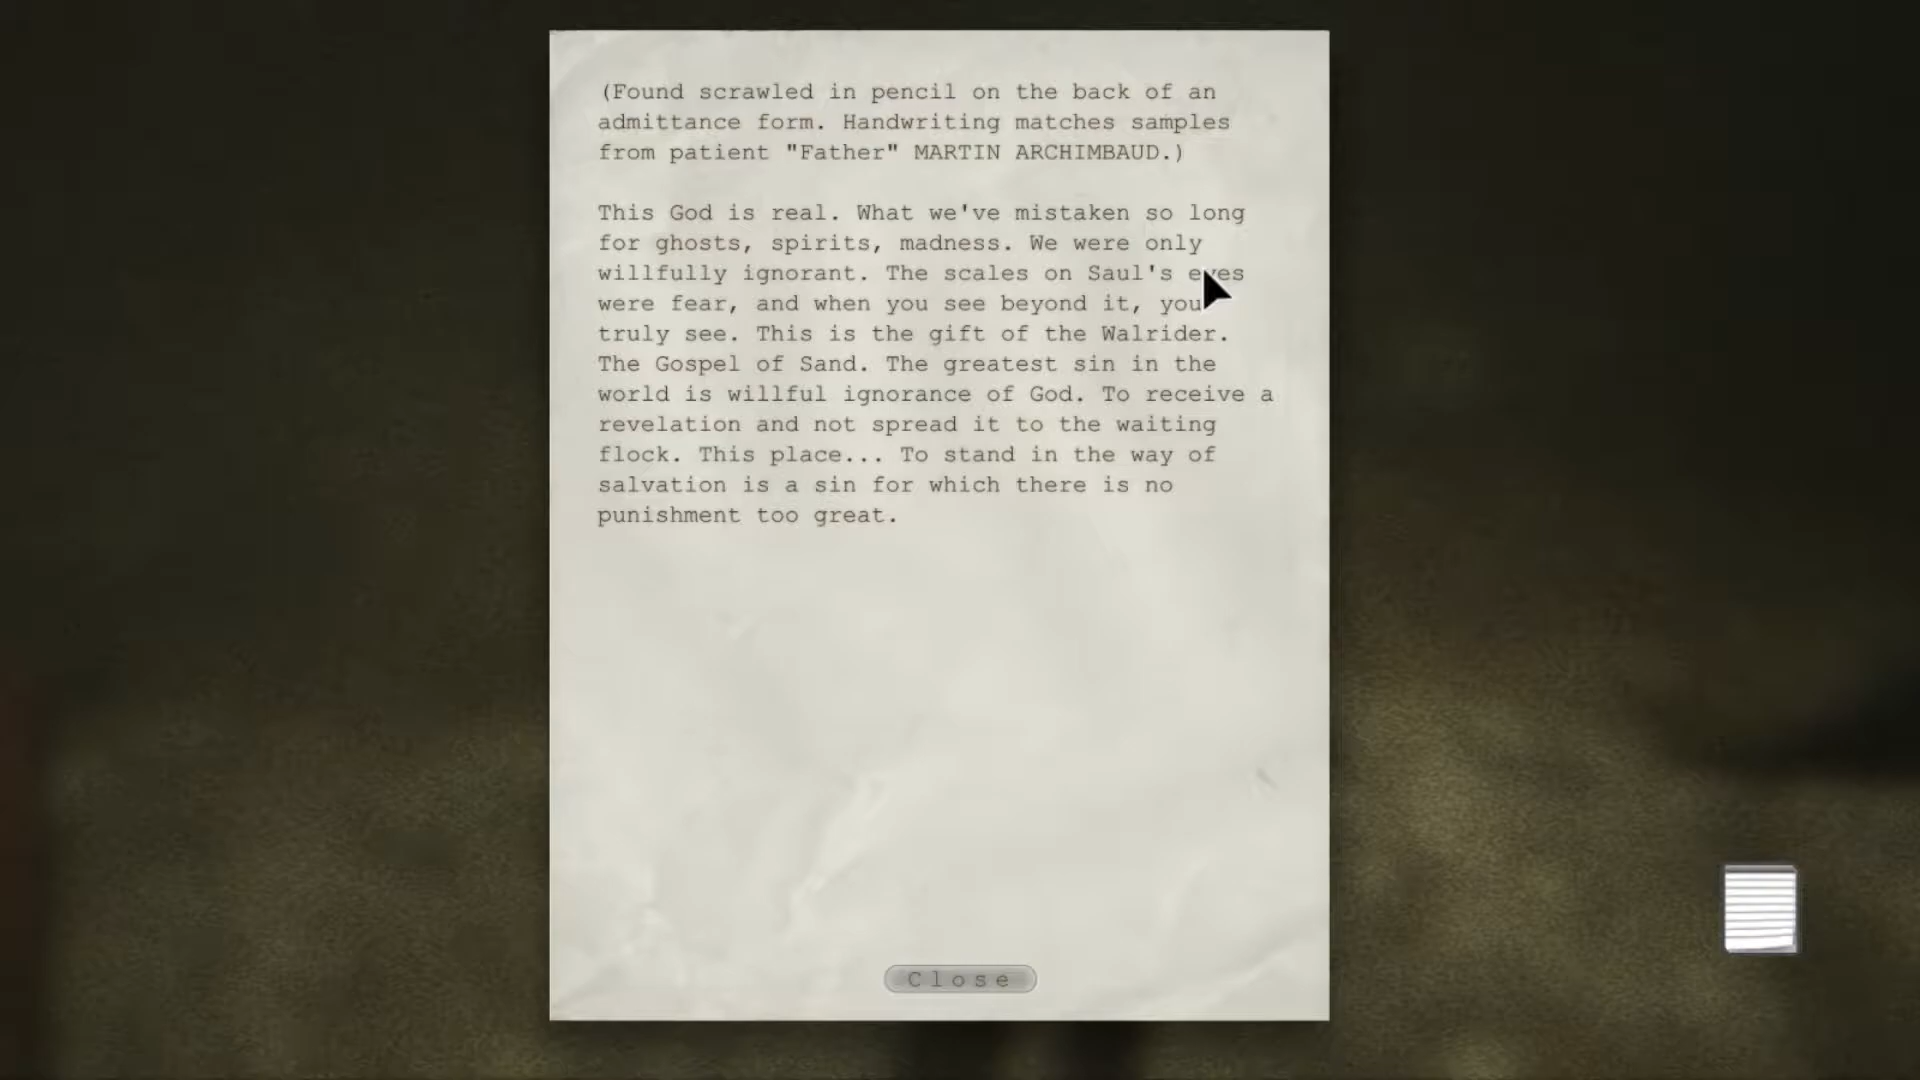 (Found scrawled in pencil on the back of an
admittance form. Handwriting matches samples
from patient "Father" MARTIN ARCHIMBAUD.)
This God is real. What we've mistaken so long
for ghosts, spirits, madness. We were only
willfully ignorant. The scales on Saul's eyes
were fear, and when you see beyond it, you
truly see. This is the gift of the Walrider.
The Gospel of Sand. The greatest sin in the
world is willful ignorance of God. To receive a
revelation and not spread it to the waiting
flock. This place... To stand in the way of
salvation is a sin for which there is no
punishment too great.
Close